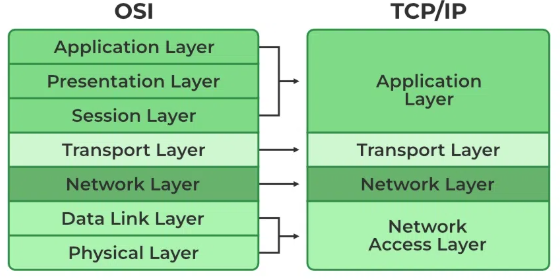 OSI
Application Layer
Presentation Layer
Session Layer
Transport Layer
Network Layer
Data Link Layer
Physical Layer
TCP/IP
Application
Layer
Transport Layer
Network Layer
Network
Access Layer